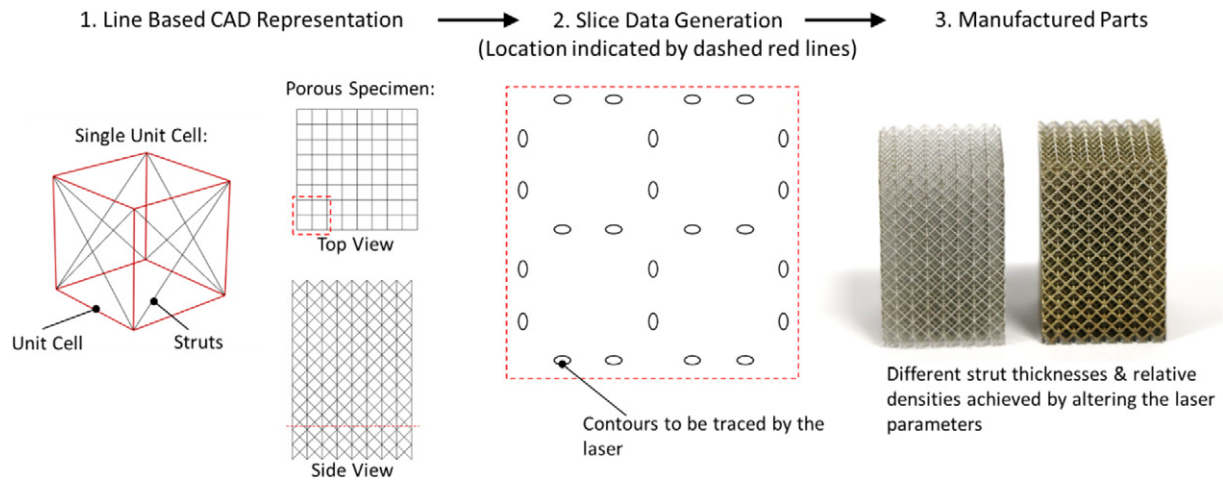 1. Line Based CAD Representation
2. Slice Data Generation
(Location indicated by dashed red lines)
3. Manufactured Parts
Single Unit Cell:
Unit Cell
Struts
Porous Specimen:
Top View
Side View
Contours to be traced by the
laser
Different strut thicknesses & relative
densities achieved by altering the laser
parameters